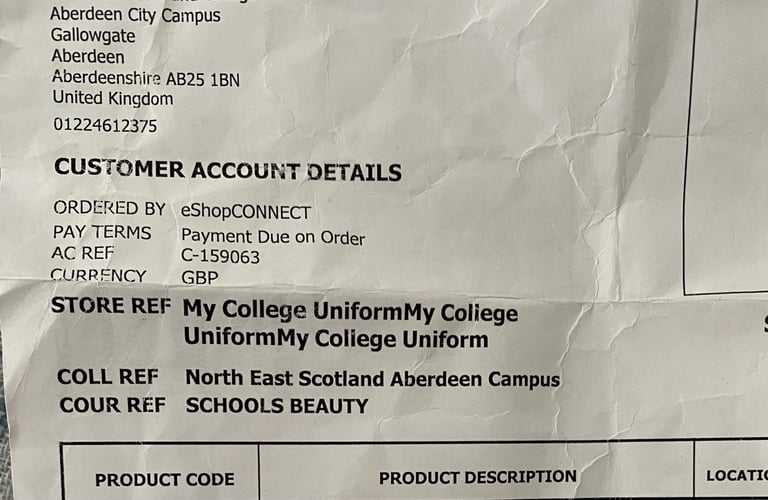 Aberdeen City Campus
Gallowgate
Aberdeen
Aberdeenshire AB25 1BN
United Kingdom
01224612375
CUSTOMER ACCOUNT DETAILS
ORDERED BY eShopCONNECT
PAY TERMS Payment Due on Order
AC REF C-159063
CURRENCY GBP
STORE REF My College UniformMy College
UniformMy College Uniform
COLL REF North East Scotland Aberdeen Campus
COUR REF SCHOOLS BEAUTY
PRODUCT CODE PRODUCT DESCRIPTION LOCATIO